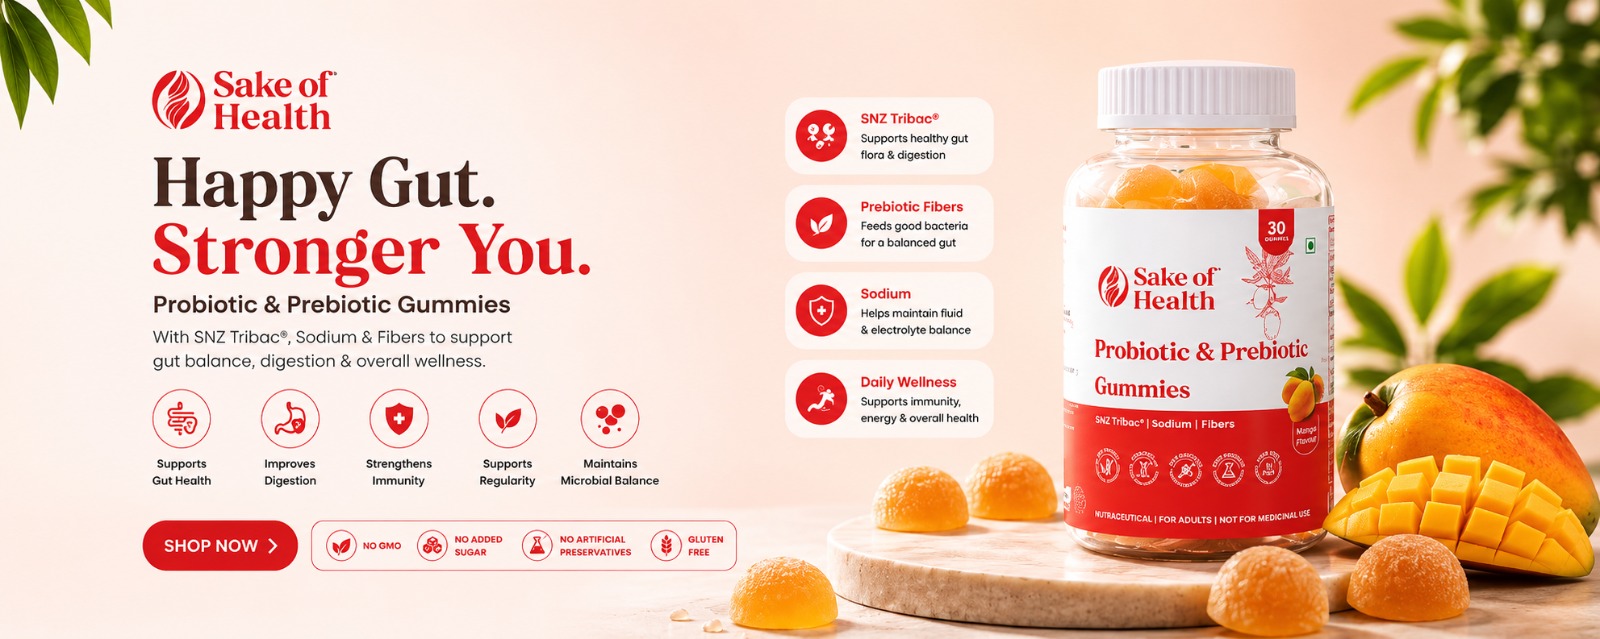 Sake of
Health
Happy Gut.
Stronger You.
Probiotic & Prebiotic Gummies
With SNZ Tribac®, Sodium & Fibers to support
gut balance, digestion & overall wellness.
Supports
Gut Health
Improves
Digestion
Strengthens
Immunity
Supports
Regularity
Maintains
Microbial Balance
SHOP NOW
NO GMO
NO ADDED
SUGAR
NO ARTIFICIAL
PRESERVATIVES
GLUTEN
FREE
SNZ Tribac®
Supports healthy gut
flora & digestion
Prebiotic Fibers
Feeds good bacteria
for a balanced gut
Sodium
Helps maintain fluid
& electrolyte balance
Daily Wellness
Supports immunity,
energy & overall health
30
GUMMIES
Sake of
Health
Probiotic & Prebiotic
Gummies
SNZ Tribac® | Sodium | Fibers
Mango
Flavour
NUTRACEUTICAL | FOR ADULTS | NOT FOR MEDICINAL USE